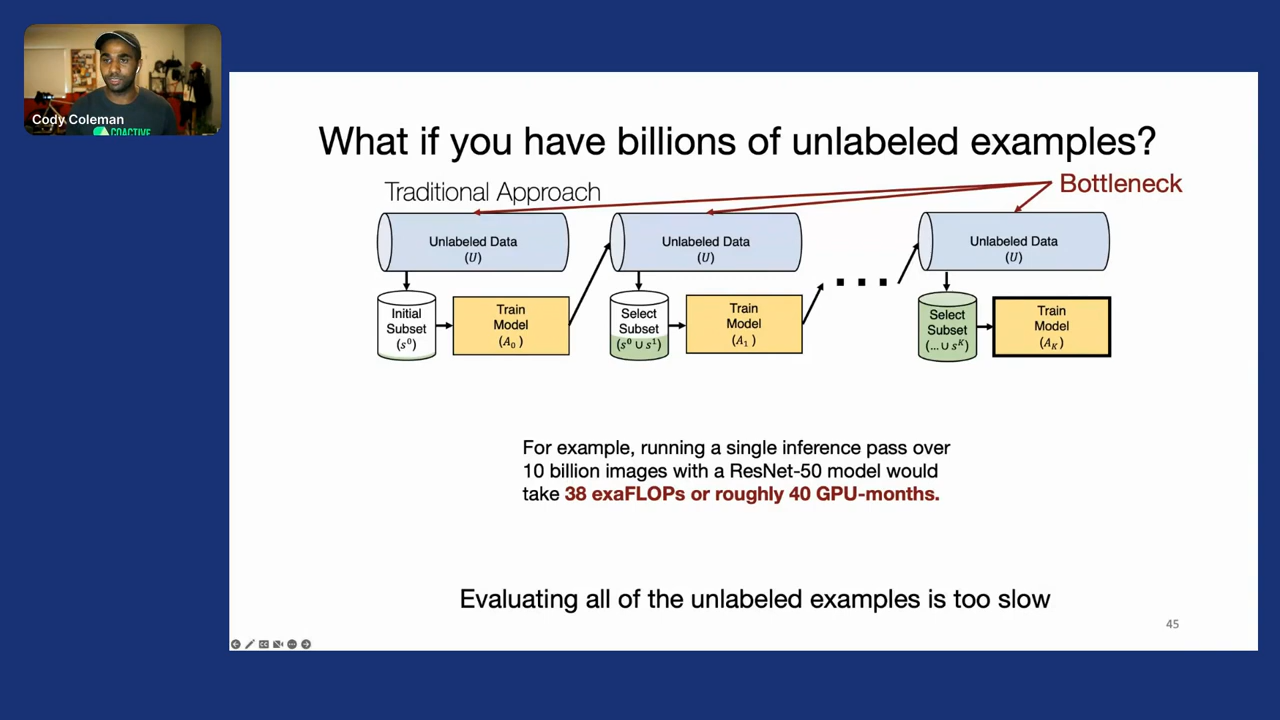 Cody Coleman
COACTIVE
What if you have billions of unlabeled examples?
Traditional Approach
Bottleneck
Unlabeled Data
(U)
Unlabeled Data
(U)
Unlabeled Data
(U)
Initial
Subset
(s⁰)
Train
Model
(A₀)
Select
Subset
(s⁰ ∪ s¹)
Train
Model
(A₁)
...
Select
Subset
(...∪ sᴷ)
Train
Model
(Aᴋ)
For example, running a single inference pass over
10 billion images with a ResNet-50 model would
take 38 exaFLOPs or roughly 40 GPU-months.
Evaluating all of the unlabeled examples is too slow
45